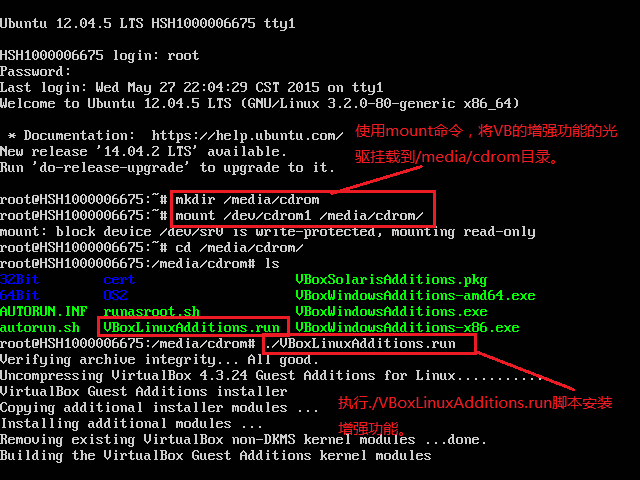 Ubuntu 12.04.5 LTS HSH1000006675 tty1
HSH1000006675 login: root
Password:
Last login: Wed May 27 22:04:29 CST 2015 on tty1
Welcome to Ubuntu 12.04.5 LTS (GNU/Linux 3.2.0-80-generic x86_64)
* Documentation:  https://help.ubuntu.com/
使用mount命令，将VB的增强功能的光
New release '14.04.2 LTS' available.
驱挂载到/media/cdrom目录。
Run 'do-release-upgrade' to upgrade to it.
root@HSH1000006675:~# mkdir /media/cdrom
root@HSH1000006675:~# mount /dev/cdrom1 /media/cdrom/
mount: block device /dev/sr0 is write-protected, mounting read-only
root@HSH1000006675:~# cd /media/cdrom/
root@HSH1000006675:/media/cdrom# ls
32Bit        cert                   VBoxSolarisAdditions.pkg
64Bit        OS2                    VBoxWindowsAdditions-amd64.exe
AUTORUN.INF  runasroot.sh           VBoxWindowsAdditions.exe
autorun.sh   VBoxLinuxAdditions.run VBoxWindowsAdditions-x86.exe
root@HSH1000006675:/media/cdrom# ./VBoxLinuxAdditions.run
Verifying archive integrity... All good.
Uncompressing VirtualBox 4.3.24 Guest Additions for Linux...........
VirtualBox Guest Additions installer
执行./VBoxLinuxAdditions.run脚本安装
Copying additional installer modules ...
增强功能。
Installing additional modules ...
Removing existing VirtualBox non-DKMS kernel modules ...done.
Building the VirtualBox Guest Additions kernel modules